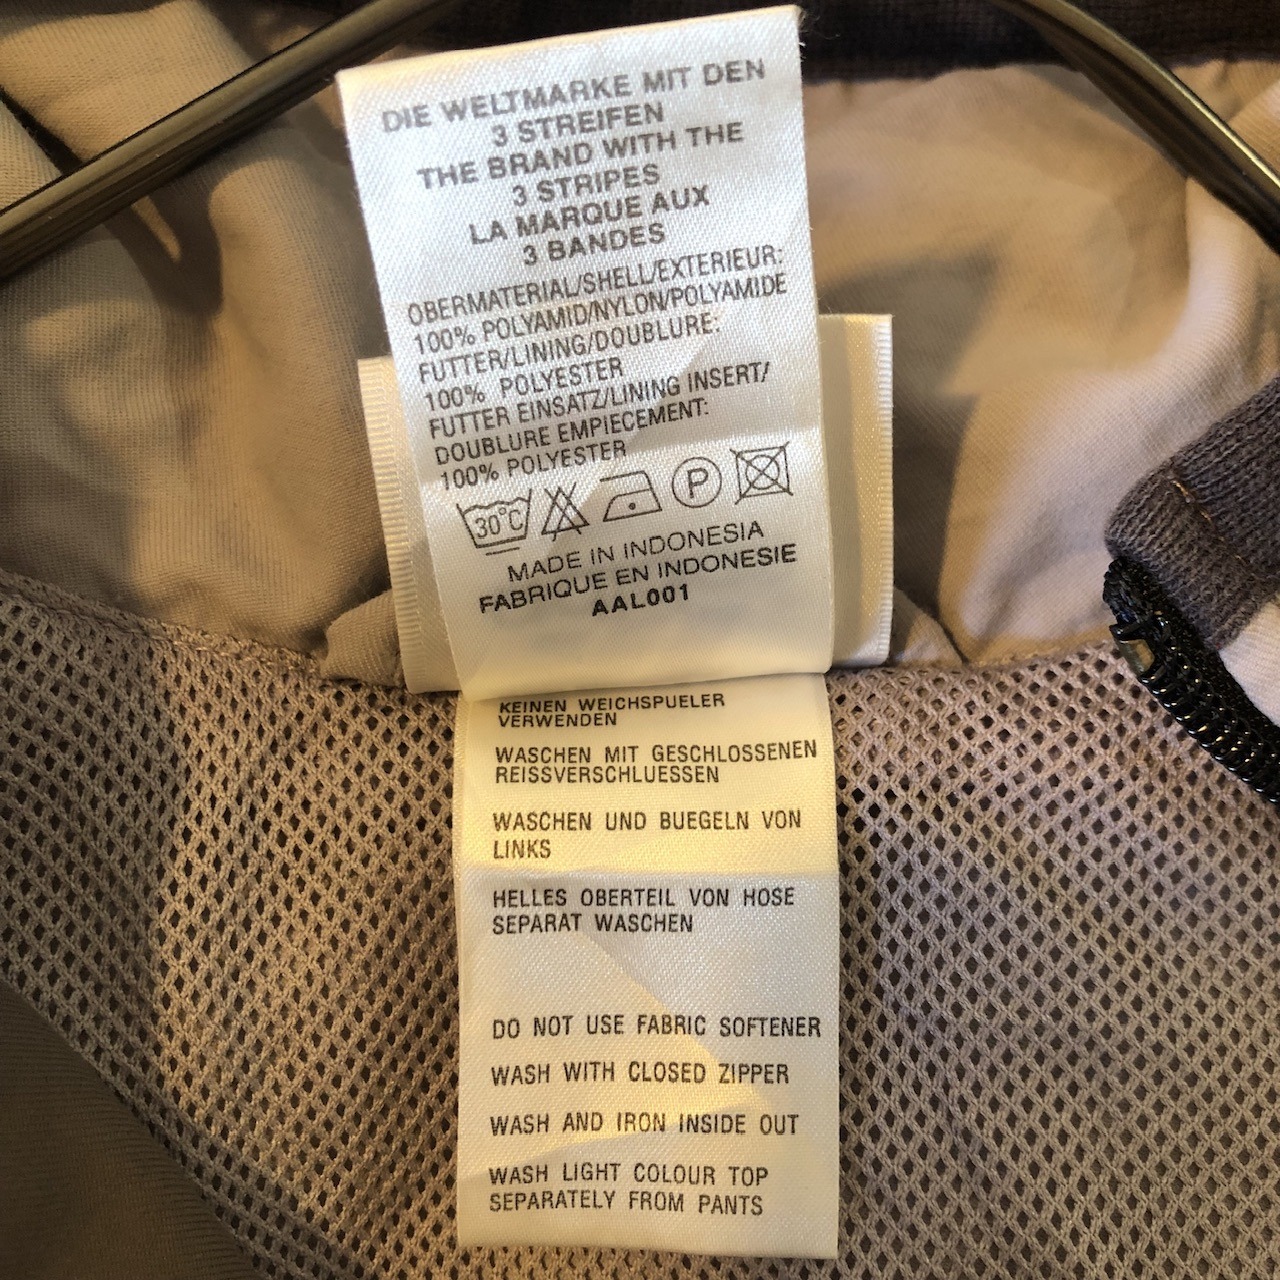 DIE WELTMARKE MIT DEN
3 STREIFEN
THE BRAND WITH THE
3 STRIPES
LA MARQUE AUX
3 BANDES
OBERMATERIAL/SHELL/EXTERIEUR:
100% POLYAMID/NYLON/POLYAMIDE
FUTTER/LINING/DOUBLURE:
100% POLYESTER
FUTTER EINSATZ/LINING INSERT/
DOUBLURE EMPIECEMENT:
100% POLYESTER
30°C P
MADE IN INDONESIA
FABRIQUE EN INDONESIE
AAL001
KEINEN WEICHSPUELER
VERWENDEN
WASCHEN MIT GESCHLOSSENEN
REISSVERSCHLUESSEN
WASCHEN UND BUEGELN VON
LINKS
HELLES OBERTEIL VON HOSE
SEPARAT WASCHEN
DO NOT USE FABRIC SOFTENER
WASH WITH CLOSED ZIPPER
WASH AND IRON INSIDE OUT
WASH LIGHT COLOUR TOP
SEPARATELY FROM PANTS